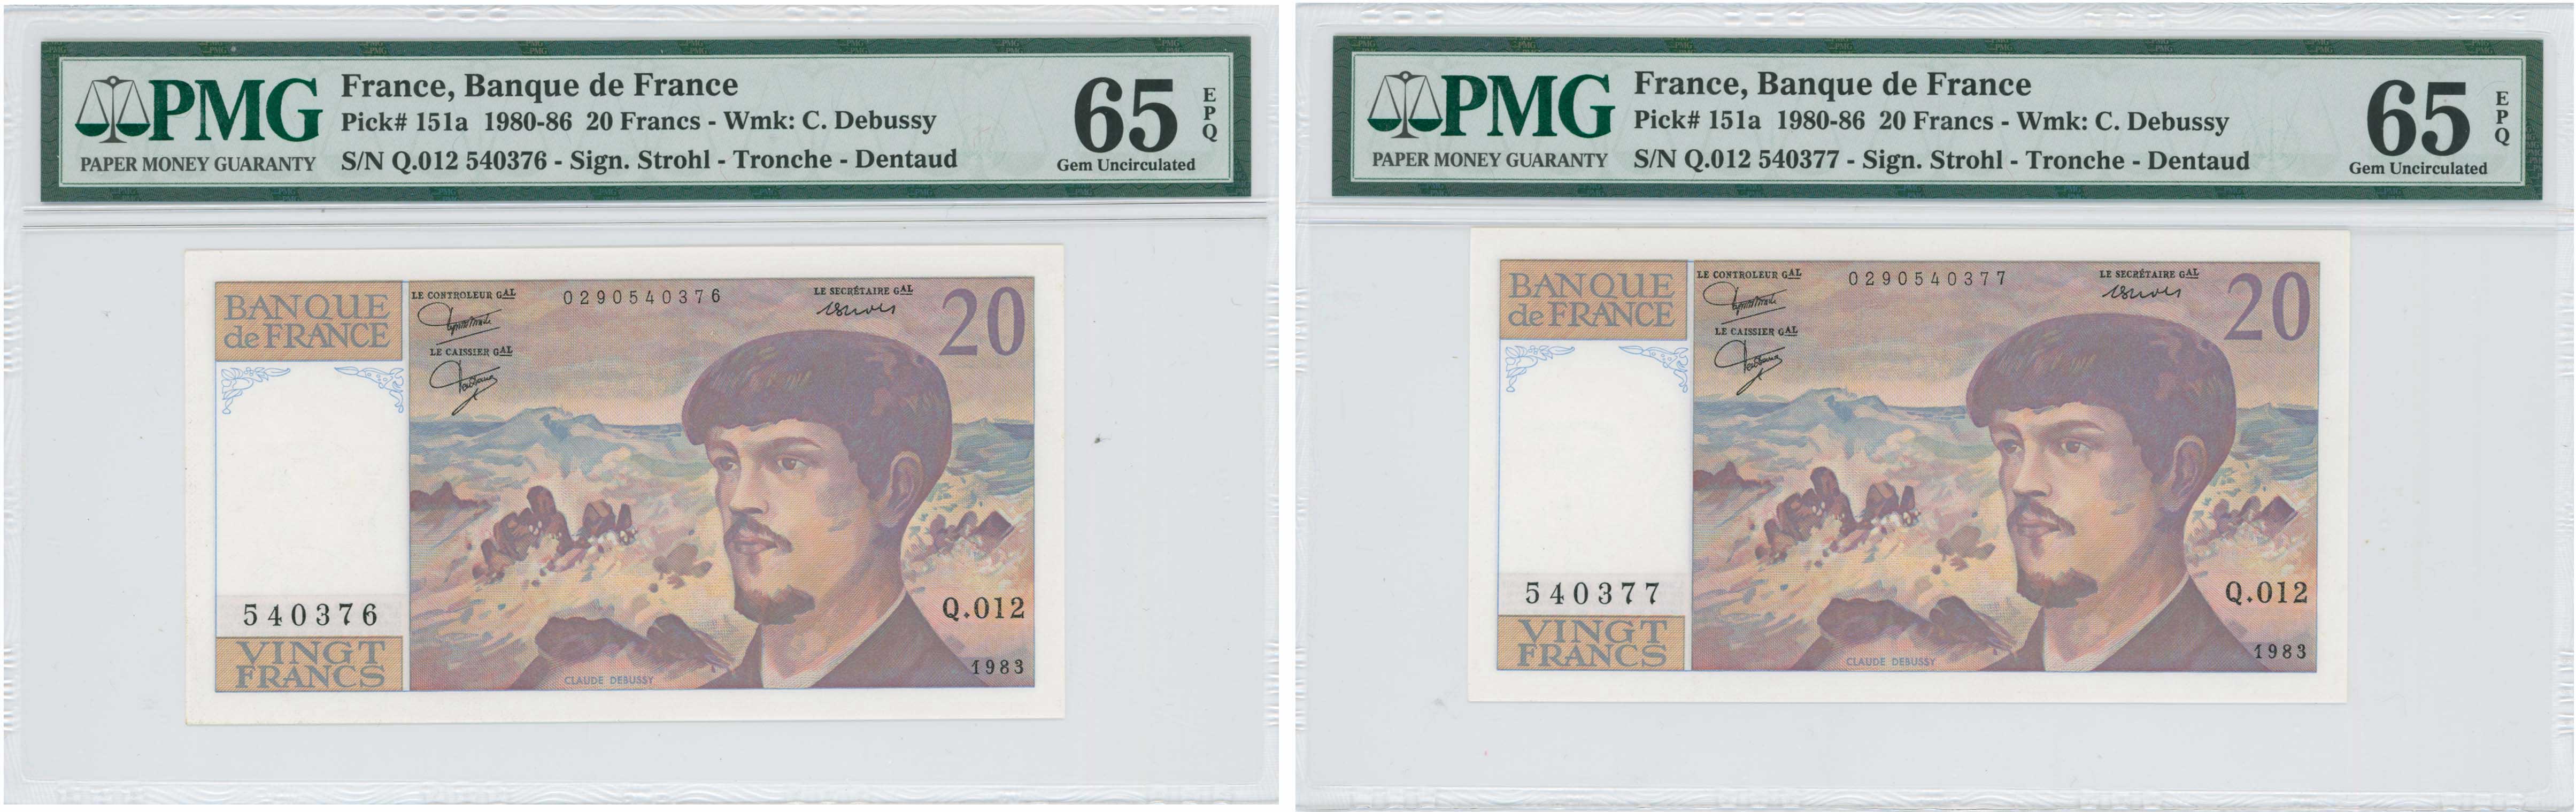 PMG
PAPER MONEY GUARANTY
France, Banque de France
Pick# 151a 1980-86 20 Francs - Wmk: C. Debussy
S/N Q.012 540376 - Sign. Strohl - Tronche - Dentaud
65
EPQ
Gem Uncirculated
BANQUE
de FRANCE
LE CONTROLEUR GAL
0290540376
LE SECRÉTAIRE GAL
20
LE CAISSIER GAL
540376
Q.012
VINGT
FRANCS
1983
CLAUDE DEBUSSY
PMG
PAPER MONEY GUARANTY
France, Banque de France
Pick# 151a 1980-86 20 Francs - Wmk: C. Debussy
S/N Q.012 540377 - Sign. Strohl - Tronche - Dentaud
65
EPQ
Gem Uncirculated
BANQUE
de FRANCE
LE CONTROLEUR GAL
0290540377
LE SECRÉTAIRE GAL
20
LE CAISSIER GAL
540377
Q.012
VINGT
FRANCS
1983
CLAUDE DEBUSSY